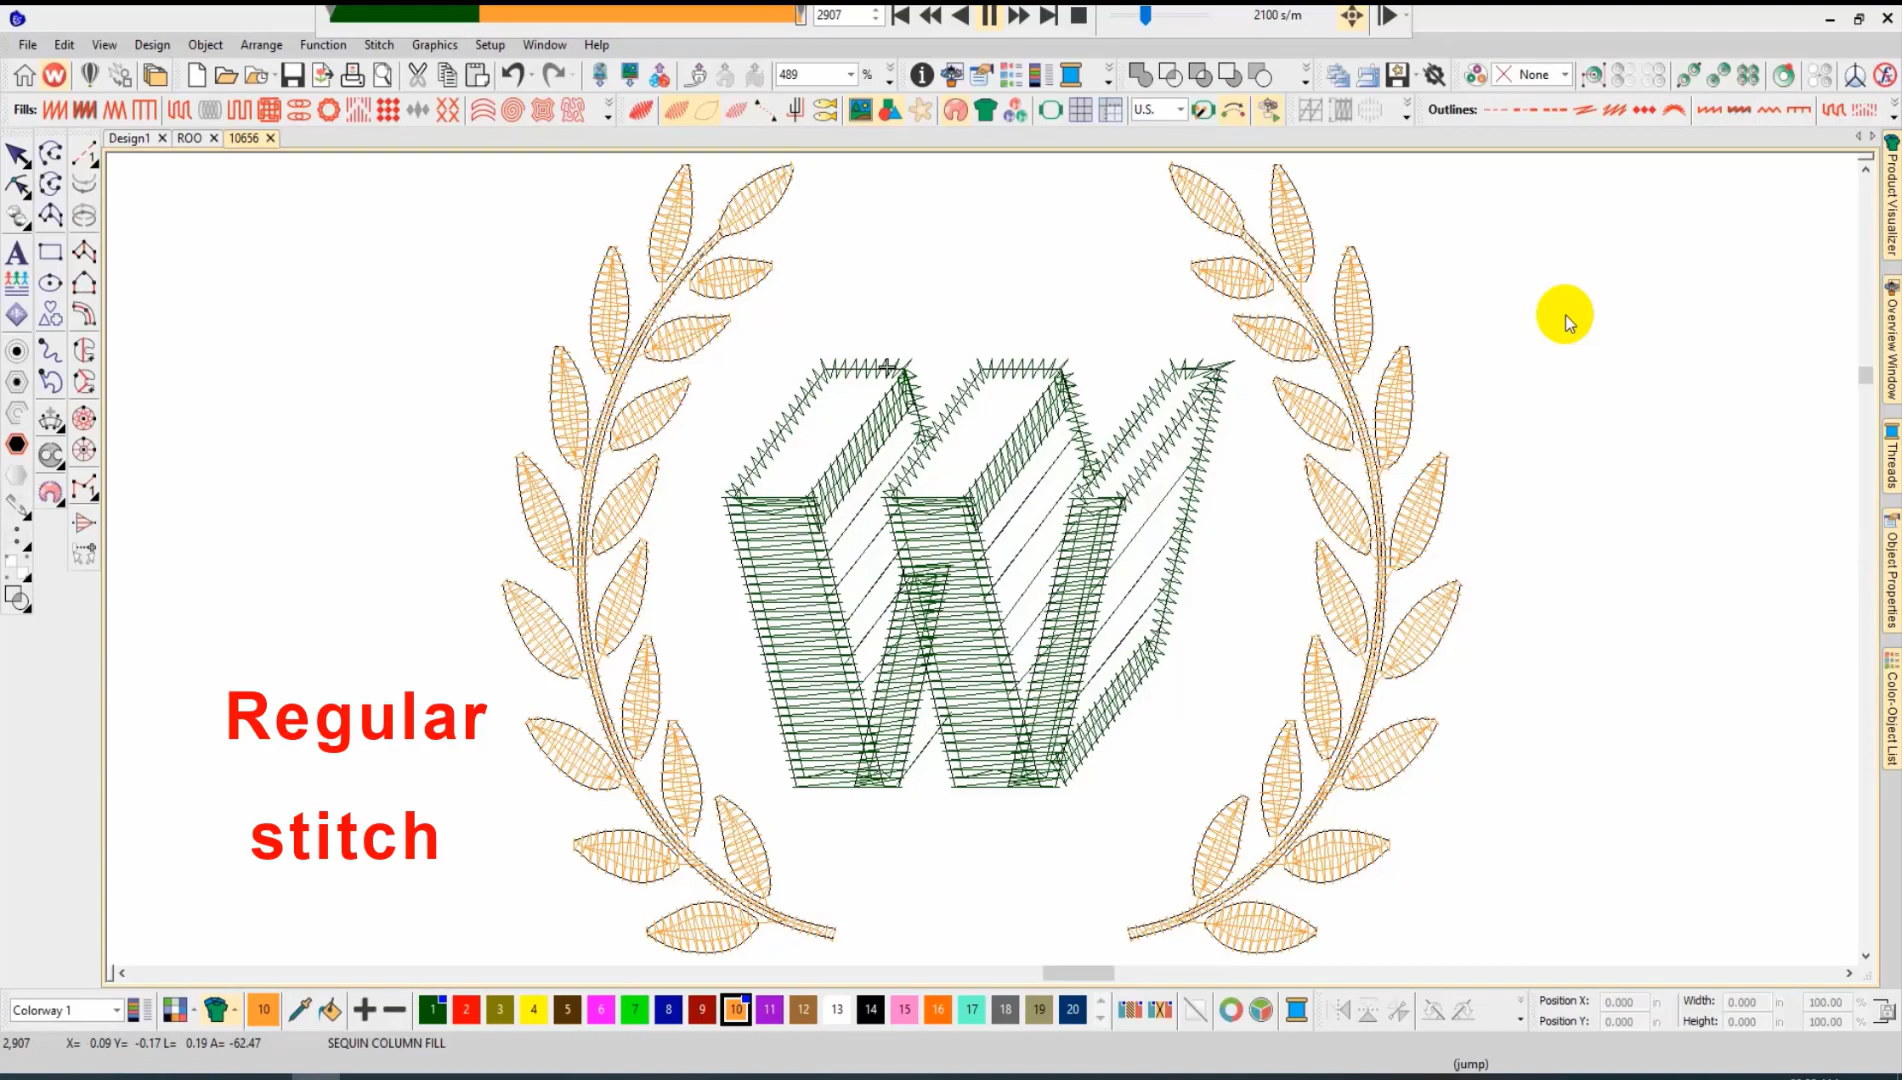 2907
2100 s/m
File Edit View Design Object Arrange Function Stitch Graphics Setup Window Help
489 %
None
Fills:
U.S.
Outlines:
Design1 ROO 10656
Product Visualizer
Overview Window
Threads
Object Properties
Color-Object List
Regular
stitch
Colorway 1
10
1 2 3 4 5 6 7 8 9 10 11 12 13 14 15 16 17 18 19 20
Position X: 0.000 in Width: 0.000 in 100.00 %
Position Y: 0.000 in Height: 0.000 in 100.00 %
2,907 X= 0.09 Y= -0.17 L= 0.19 A= -62.47 SEQUIN COLUMN FILL
(jump)